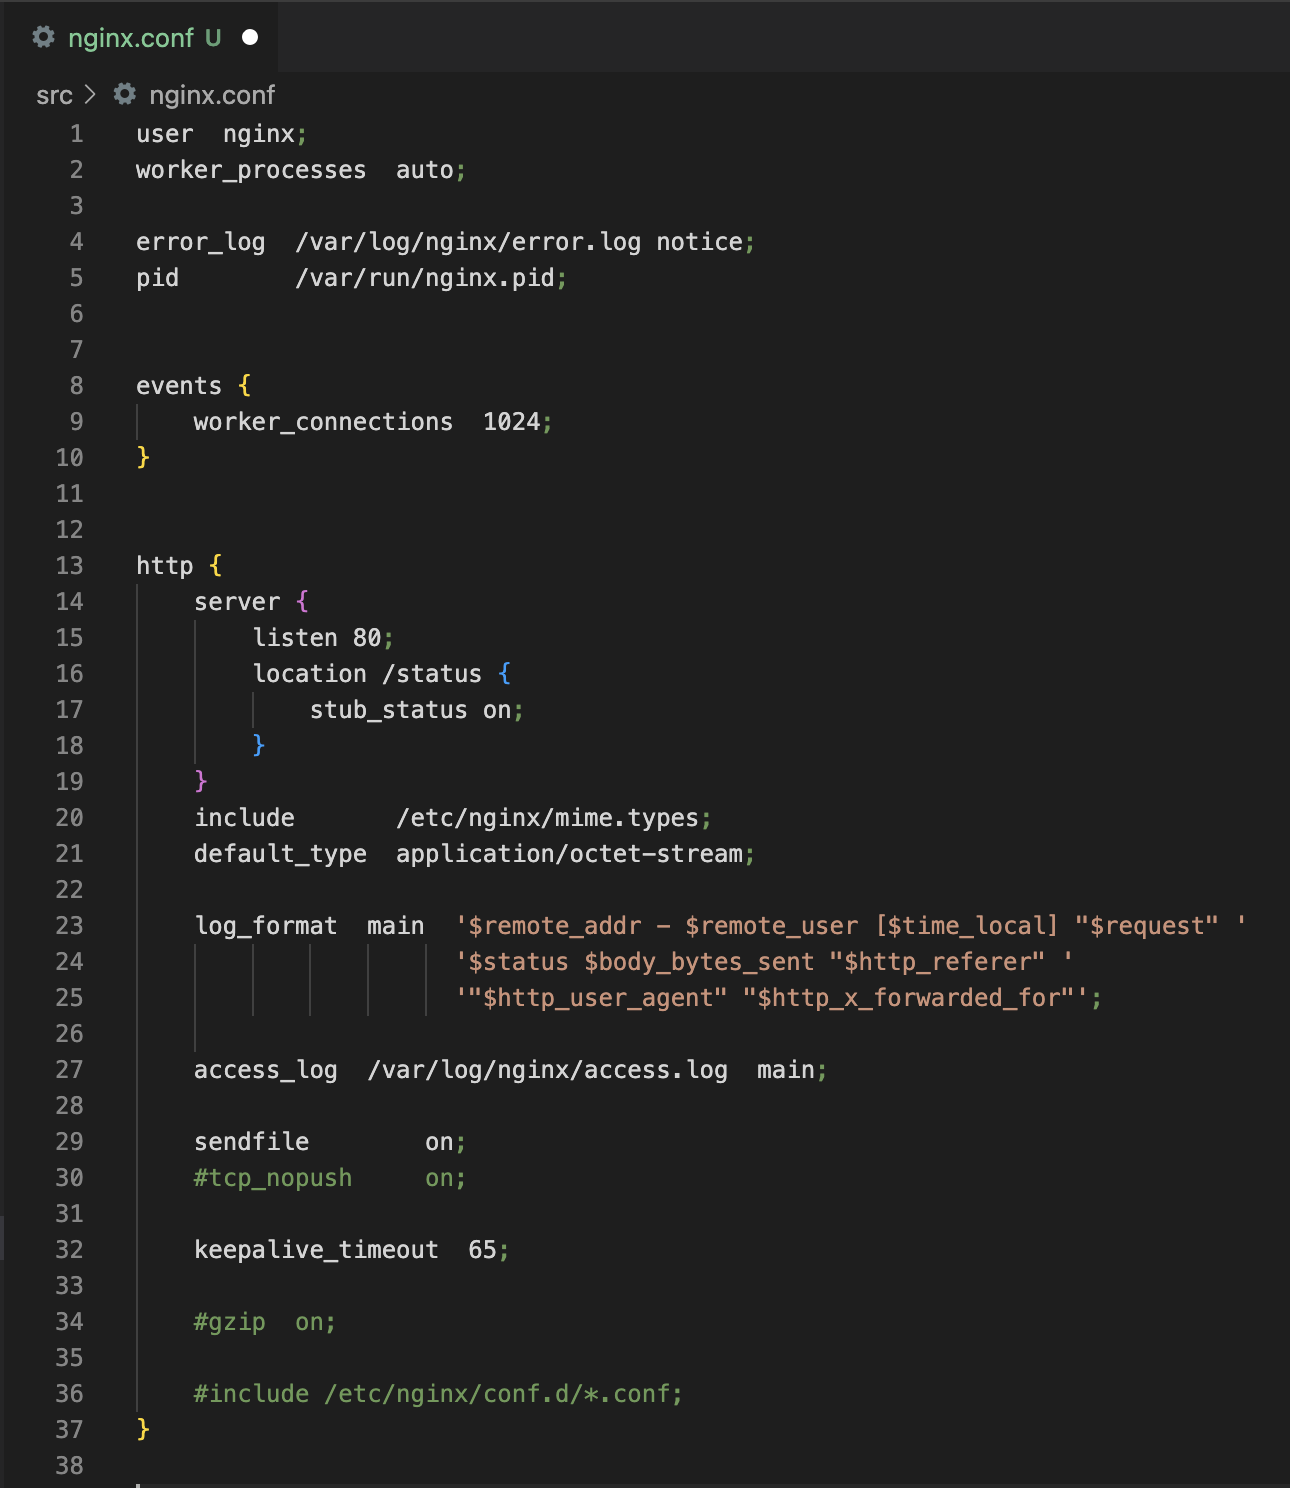 nginx.conf U
src > nginx.conf
1 user  nginx;
2 worker_processes  auto;
3
4 error_log  /var/log/nginx/error.log notice;
5 pid        /var/run/nginx.pid;
6
7
8 events {
9     worker_connections  1024;
10 }
11
12
13 http {
14     server {
15         listen 80;
16         location /status {
17             stub_status on;
18         }
19     }
20     include       /etc/nginx/mime.types;
21     default_type  application/octet-stream;
22
23     log_format  main  '$remote_addr - $remote_user [$time_local] "$request" '
24                       '$status $body_bytes_sent "$http_referer" '
25                       '"$http_user_agent" "$http_x_forwarded_for"';
26
27     access_log  /var/log/nginx/access.log  main;
28
29     sendfile        on;
30     #tcp_nopush     on;
31
32     keepalive_timeout  65;
33
34     #gzip  on;
35
36     #include /etc/nginx/conf.d/*.conf;
37 }
38